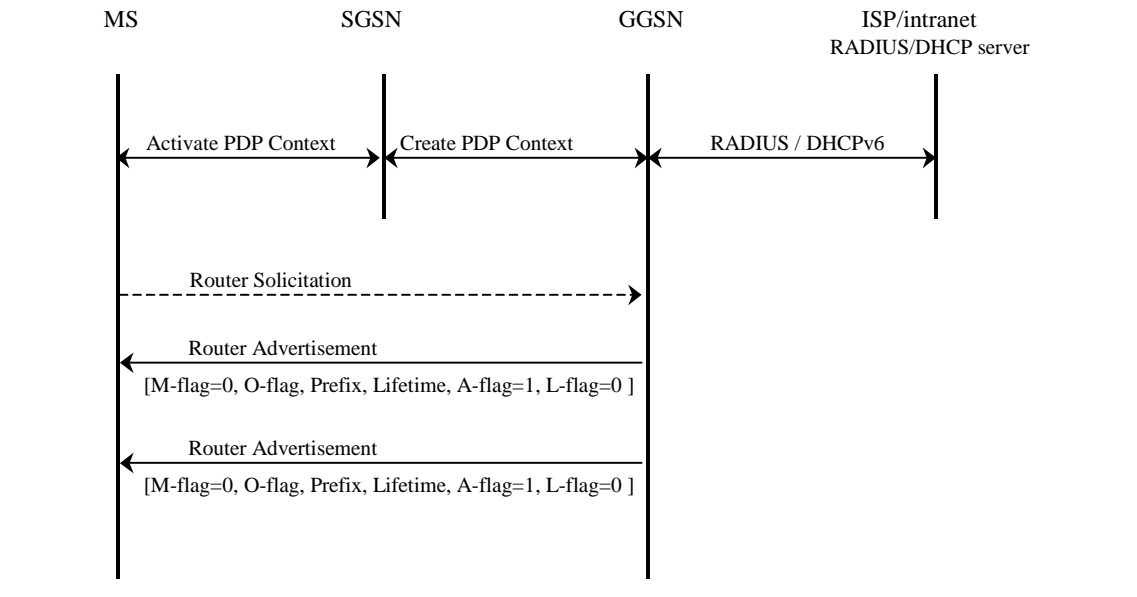 MS SGSN GGSN ISP/intranet
RADIUS/DHCP server
Activate PDP Context Create PDP Context RADIUS / DHCPv6
Router Solicitation
Router Advertisement
[M-flag=0, O-flag, Prefix, Lifetime, A-flag=1, L-flag=0 ]
Router Advertisement
[M-flag=0, O-flag, Prefix, Lifetime, A-flag=1, L-flag=0 ]